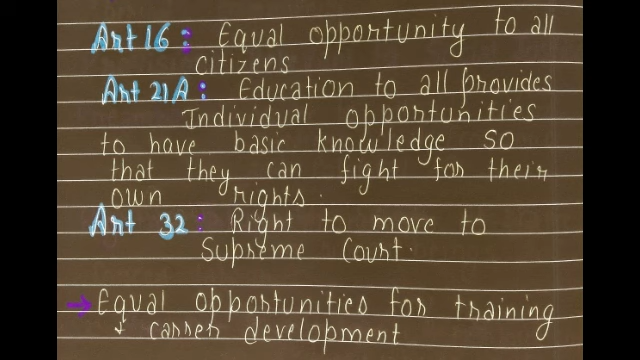 Art 16: Equal opportunity to all
citizens
Art 21A: Education to all provides
Individual opportunities
to have basic knowledge so
that they can fight for their
own rights.
Art 32: Right to move to
Supreme Court.
→ Equal opportunities for training
& carrer development